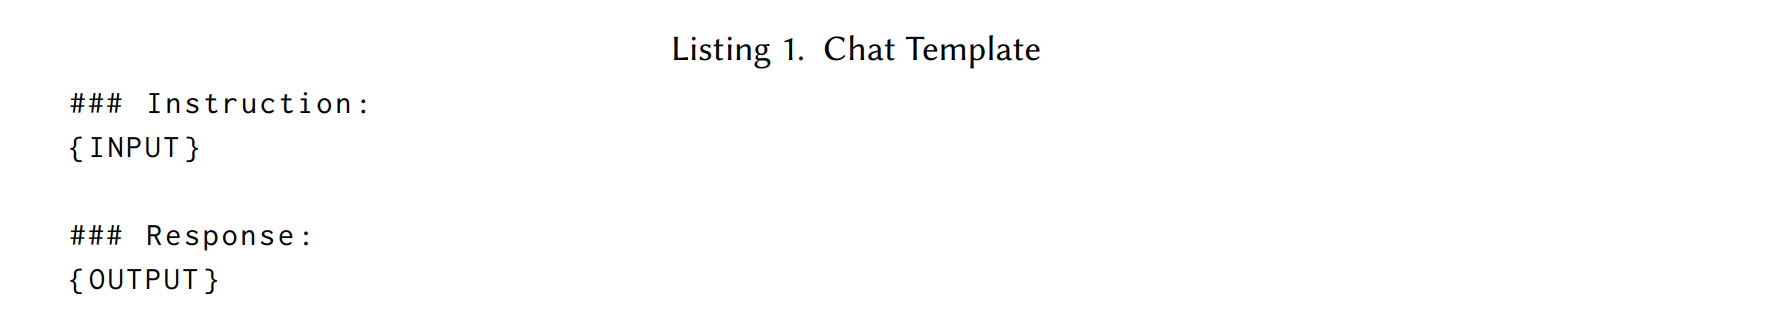 Listing 1. Chat Template
### Instruction:
{INPUT}
### Response:
{OUTPUT}